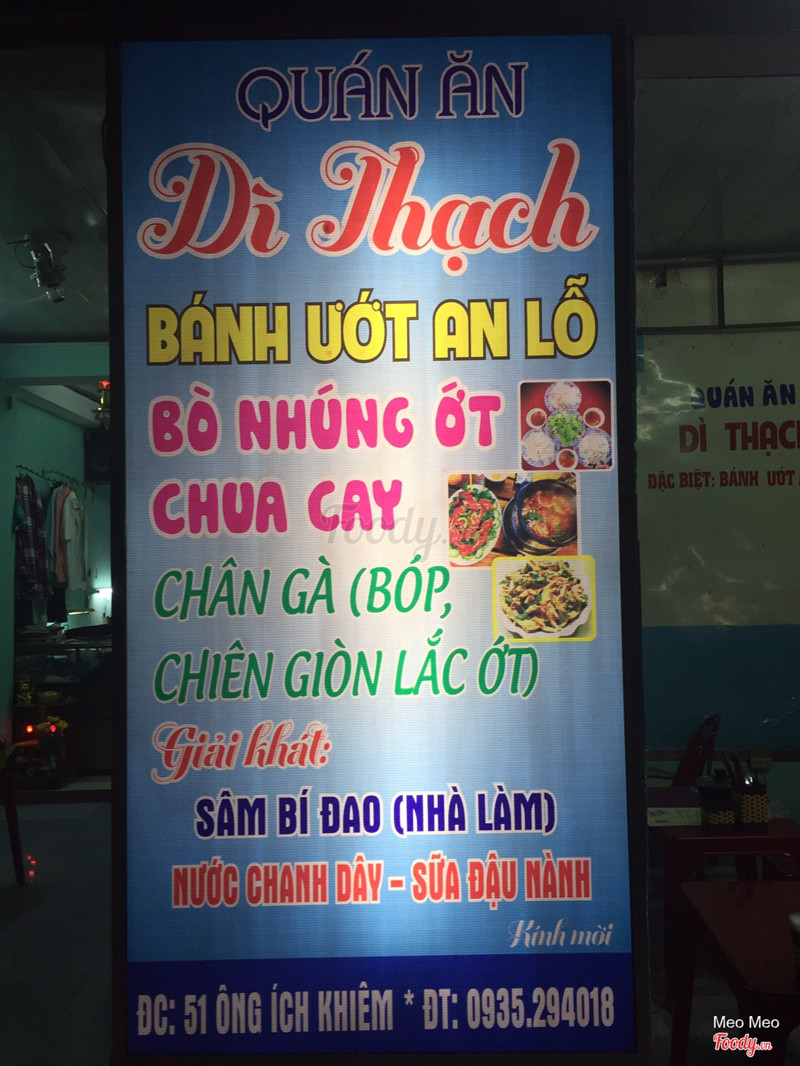 QUÁN ĂN
Dì Thạch
BÁNH ƯỚT AN LỖ
BÒ NHÚNG ỚT
CHUA CAY
CHÂN GÀ (BÓP,
CHIÊN GIÒN LẮC ỚT)
Giải khát:
SÂM BÍ ĐAO (NHÀ LÀM)
NƯỚC CHANH DÂY - SỮA ĐẬU NÀNH
Kính mời
ĐC: 51 ÔNG ÍCH KHIÊM * ĐT: 0935.294018
QUÁN ĂN
DÌ THẠCH
ĐẶC BIỆT: BÁNH ƯỚT
Foody.
Meo Meo
Foody.vn